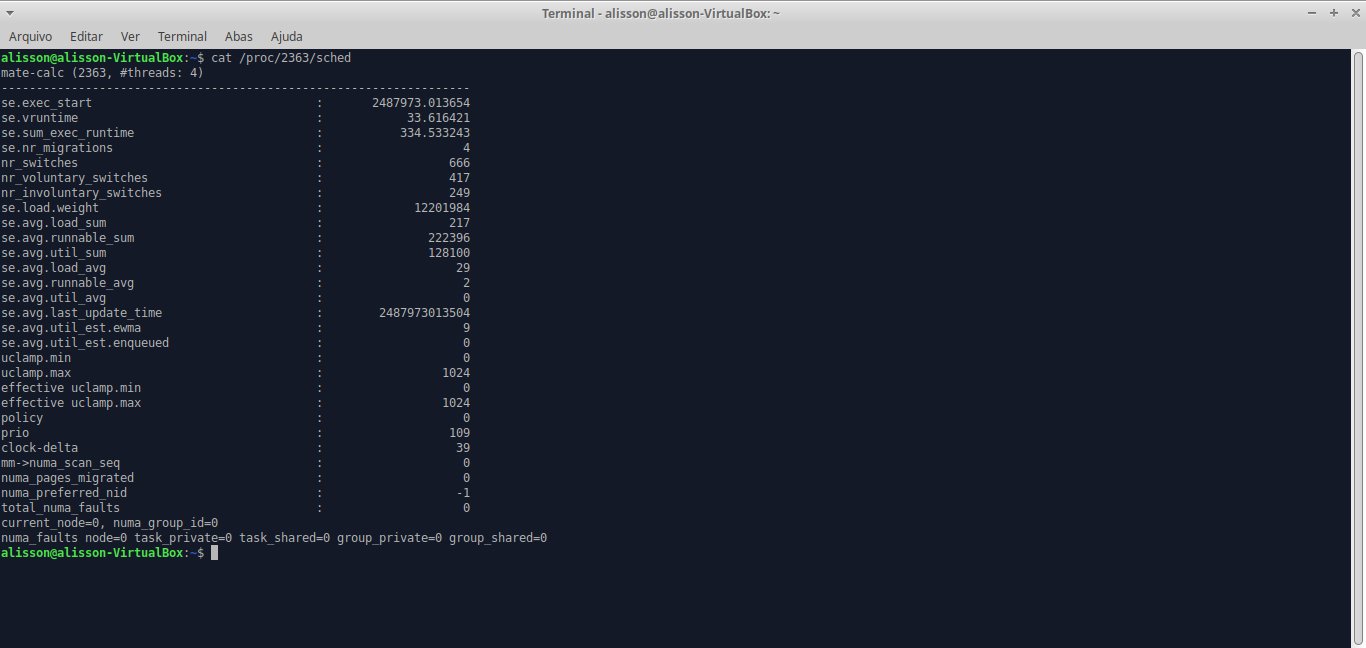 Terminal - alisson@alisson-VirtualBox: ~
Arquivo Editar Ver Terminal Abas Ajuda
alisson@alisson-VirtualBox:~$ cat /proc/2363/sched
mate-calc (2363, #threads: 4)
-------------------------------------------------------------------
se.exec_start : 2487973.013654
se.vruntime : 33.616421
se.sum_exec_runtime : 334.533243
se.nr_migrations : 4
nr_switches : 666
nr_voluntary_switches : 417
nr_involuntary_switches : 249
se.load.weight : 12201984
se.avg.load_sum : 217
se.avg.runnable_sum : 222396
se.avg.util_sum : 128100
se.avg.load_avg : 29
se.avg.runnable_avg : 2
se.avg.util_avg : 0
se.avg.last_update_time : 2487973013504
se.avg.util_est.ewma : 9
se.avg.util_est.enqueued : 0
uclamp.min : 0
uclamp.max : 1024
effective uclamp.min : 0
effective uclamp.max : 1024
policy : 0
prio : 109
clock-delta : 39
mm->numa_scan_seq : 0
numa_pages_migrated : 0
numa_preferred_nid : -1
total_numa_faults : 0
current_node=0, numa_group_id=0
numa_faults node=0 task_private=0 task_shared=0 group_private=0 group_shared=0
alisson@alisson-VirtualBox:~$